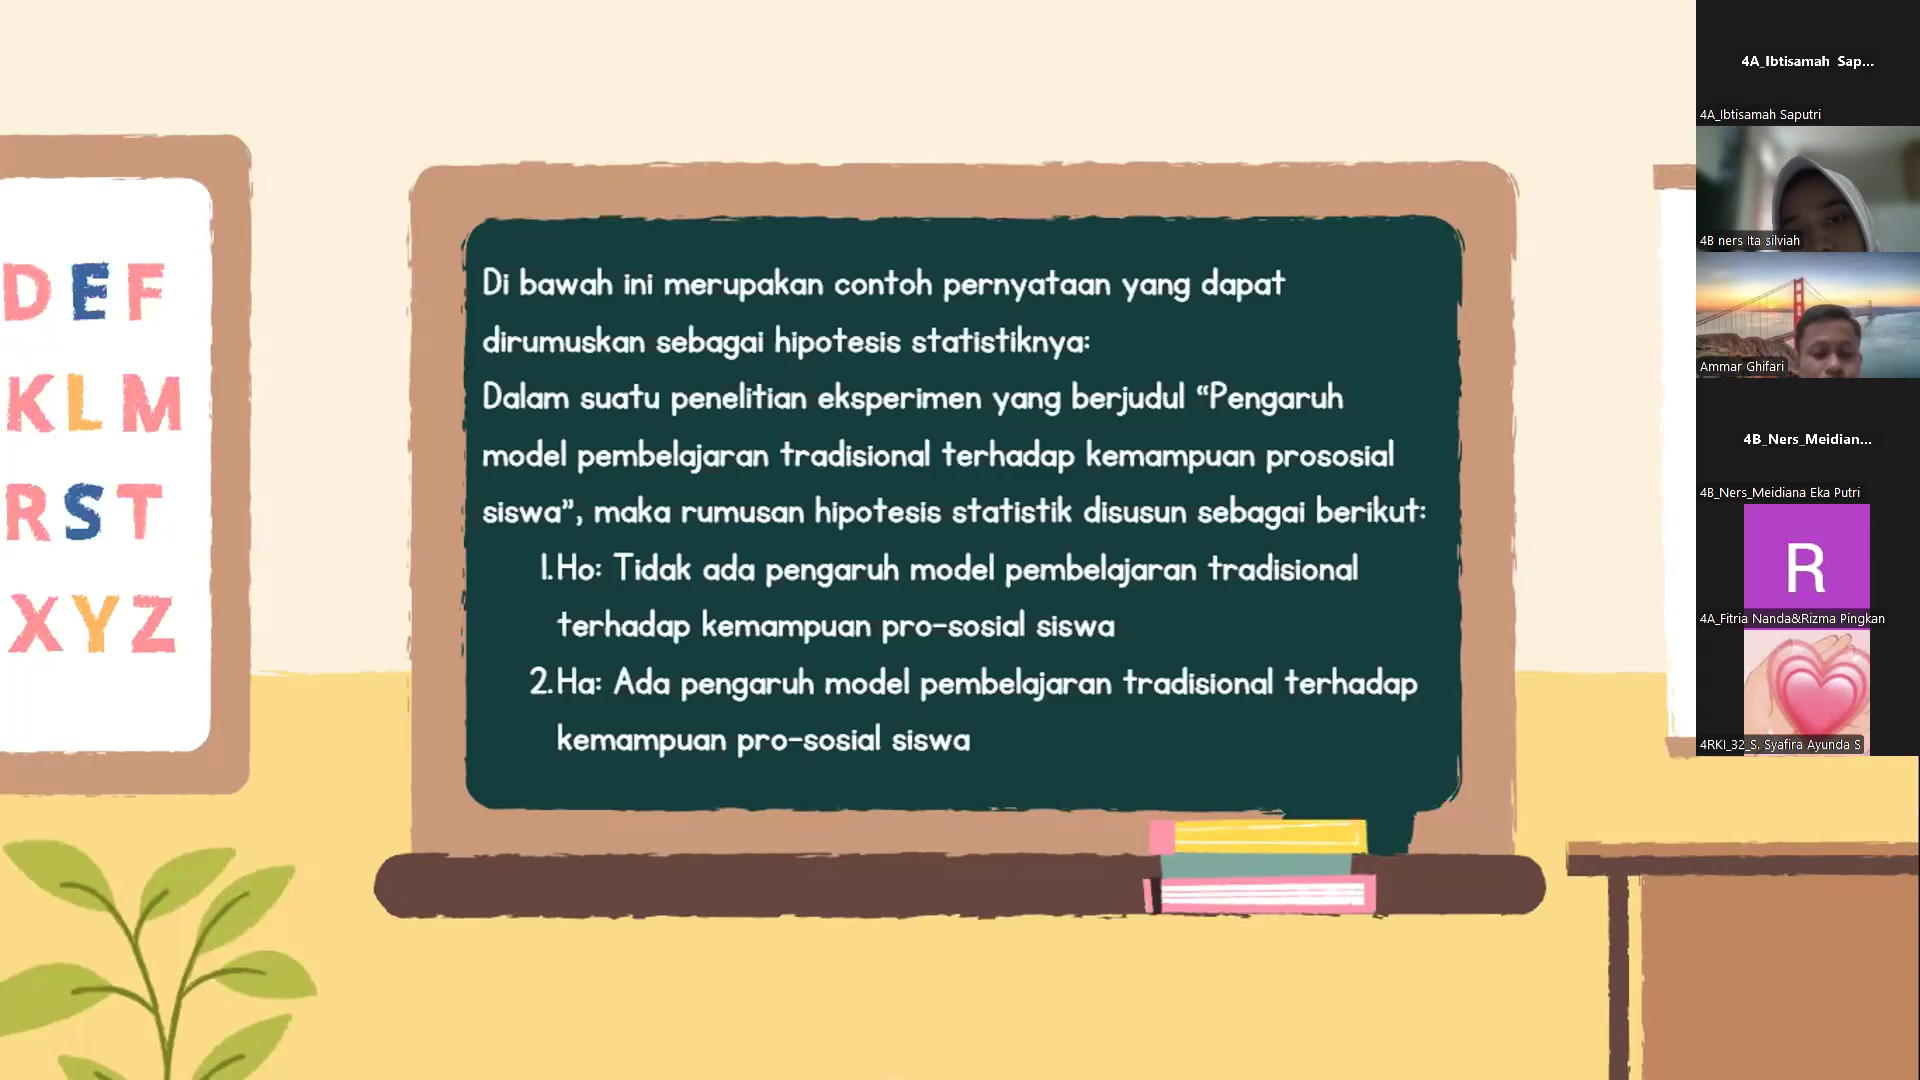 D E F
K L M
R S T
X Y Z
Di bawah ini merupakan contoh pernyataan yang dapat
dirumuskan sebagai hipotesis statistiknya:
Dalam suatu penelitian eksperimen yang berjudul “Pengaruh
model pembelajaran tradisional terhadap kemampuan prososial
siswa”, maka rumusan hipotesis statistik disusun sebagai berikut:
1. Ho: Tidak ada pengaruh model pembelajaran tradisional
terhadap kemampuan pro-sosial siswa
2. Ha: Ada pengaruh model pembelajaran tradisional terhadap
kemampuan pro-sosial siswa
4A_Ibtisamah Sap...
4A_Ibtisamah Saputri
4B ners Ita silviah
Ammar Ghifari
4B_Ners_Meidian...
4B_Ners_Meidiana Eka Putri
R
4A_Fitria Nanda&Rizma Pingkan
4RKI_32_S. Syafira Ayunda S